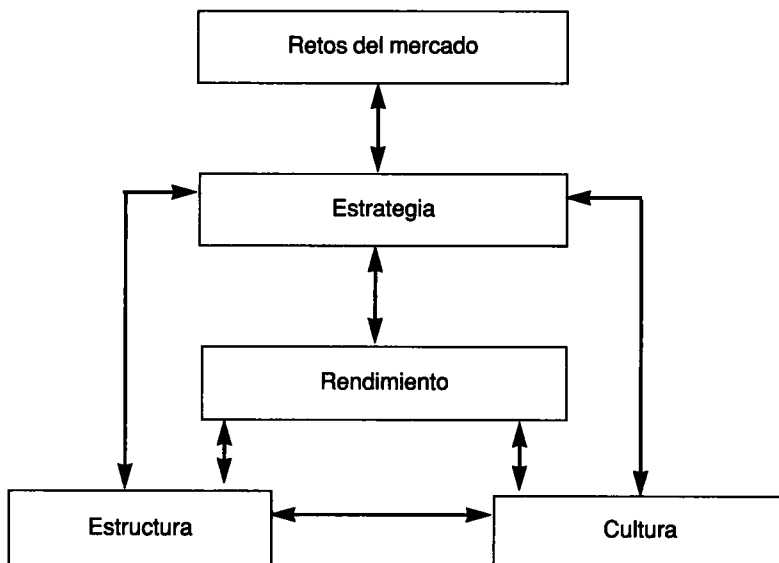 Retos del mercado
Estrategia
Rendimiento
Estructura
Cultura